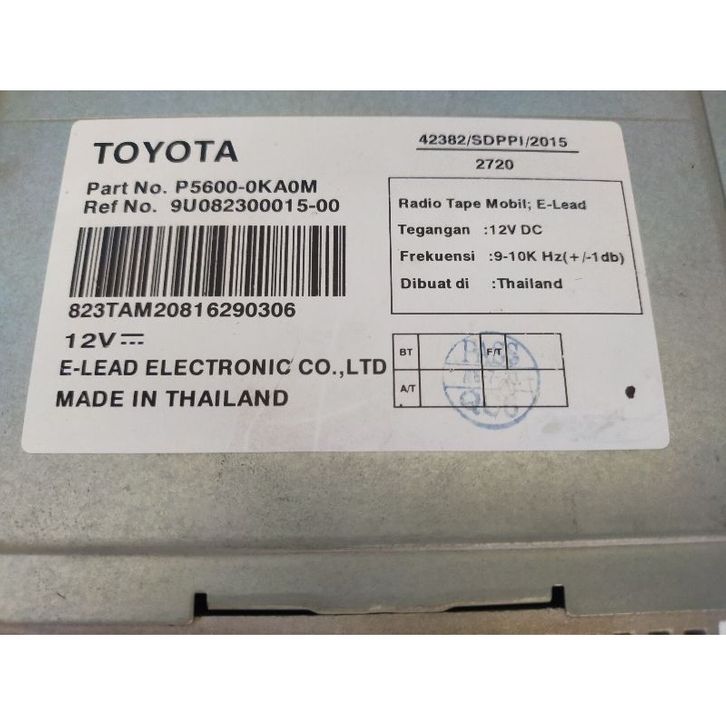 TOYOTA
Part No. P5600-0KA0M
Ref No. 9U082300015-00
823TAM20816290306
12V
E-LEAD ELECTRONIC CO.,LTD
MADE IN THAILAND
42382/SDPPI/2015
2720
Radio Tape Mobil; E-Lead
Tegangan :12V DC
Frekuensi :9-10K Hz(+/-1db)
Dibuat di :Thailand
BT F/T
A/T
PASS